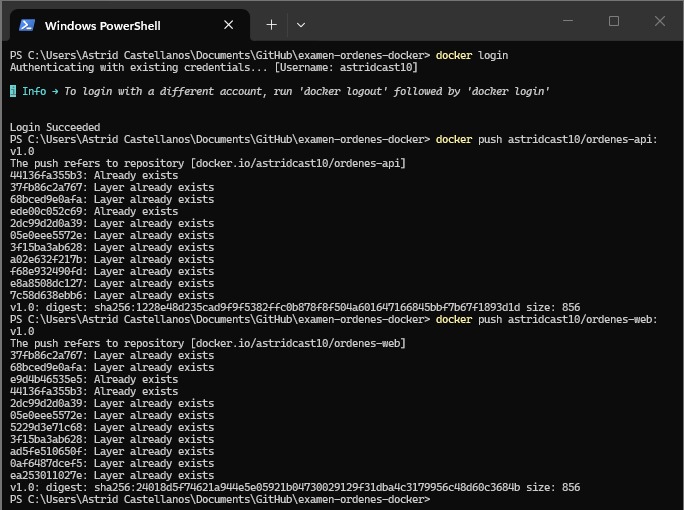 Windows PowerShell
PS C:\Users\Astrid Castellanos\Documents\GitHub\examen-ordenes-docker> docker login
Authenticating with existing credentials... [Username: astridcast10]
i Info → To login with a different account, run 'docker logout' followed by 'docker login'
Login Succeeded
PS C:\Users\Astrid Castellanos\Documents\GitHub\examen-ordenes-docker> docker push astridcast10/ordenes-api:
v1.0
The push refers to repository [docker.io/astridcast10/ordenes-api]
44136fa355b3: Already exists
37fb86c2a767: Layer already exists
68bced9e0afa: Layer already exists
ede00c052c69: Already exists
2dc99d2d0a39: Layer already exists
05e0eee5572e: Layer already exists
3f15ba3ab628: Layer already exists
a02e632f217b: Layer already exists
f68e932490fd: Layer already exists
e8a8508dc127: Layer already exists
7c58d638ebb6: Layer already exists
v1.0: digest: sha256:1228e48d235cad9f9f5382ffc0b878f8f504a601647166845bbf7b67f1893d1d size: 856
PS C:\Users\Astrid Castellanos\Documents\GitHub\examen-ordenes-docker> docker push astridcast10/ordenes-web:
v1.0
The push refers to repository [docker.io/astridcast10/ordenes-web]
37fb86c2a767: Layer already exists
68bced9e0afa: Layer already exists
e9d4b46535e5: Already exists
44136fa355b3: Already exists
2dc99d2d0a39: Layer already exists
05e0eee5572e: Layer already exists
5229d3e71c68: Layer already exists
3f15ba3ab628: Layer already exists
ad5fe510650f: Layer already exists
0af6487dcef5: Layer already exists
ea253011027e: Layer already exists
v1.0: digest: sha256:24018d5f74621a944e5e05921b04730029129f31dba4c3179956c48d60c3684b size: 856
PS C:\Users\Astrid Castellanos\Documents\GitHub\examen-ordenes-docker>